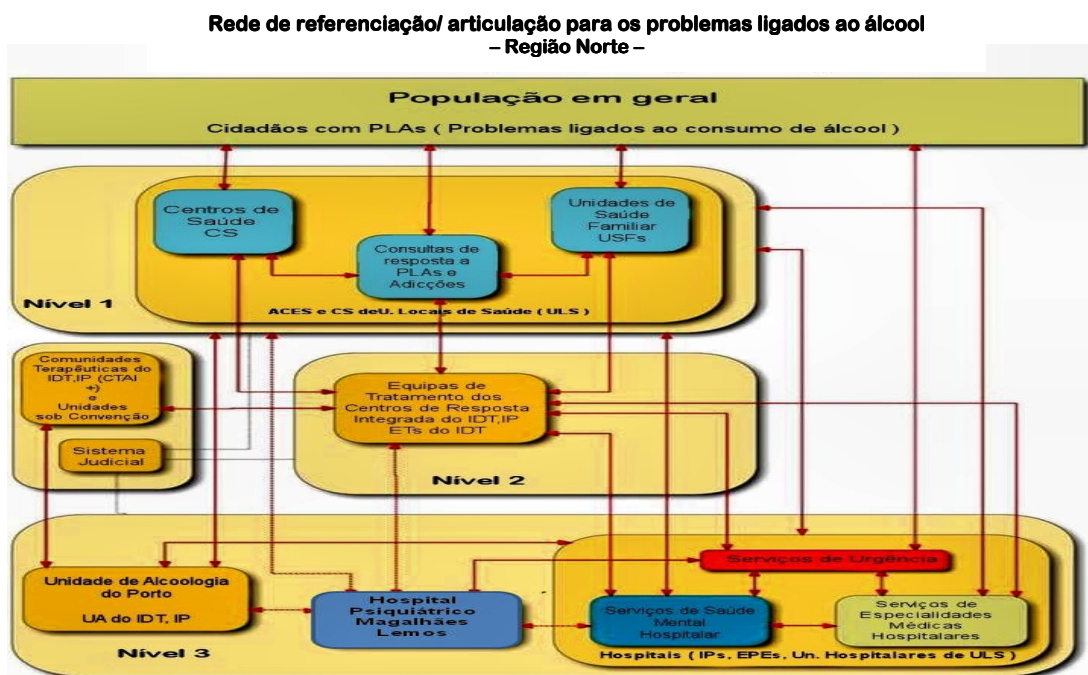 Rede de referenciação/ articulação para os problemas ligados ao álcool
– Região Norte –
População em geral
Cidadãos com PLAs ( Problemas ligados ao consumo de álcool )
Centros de
Saúde
CS
Consultas de
resposta a
PLAs e
Adicções
Unidades de
Saúde
Familiar
USFs
Nível 1
ACES e CS deU. Locais de Saúde ( ULS )
Comunidades
Terapêuticas do
IDT,IP (CTAI
+)
e
Unidades
sob Convenção
Sistema
Judicial
Equipas de
Tratamento dos
Centros de Resposta
Integrada do IDT,IP
ETs do IDT
Nível 2
Unidade de Alcoologia
do Porto
UA do IDT, IP
Hospital
Psiquiátrico
Magalhães
Lemos
Serviços de Urgência
Serviços de Saúde
Mental
Hospitalar
Serviços de
Especialidades
Médicas
Hospitalares
Nível 3
Hospitais ( IPs, EPEs, Un. Hospitalares de ULS )